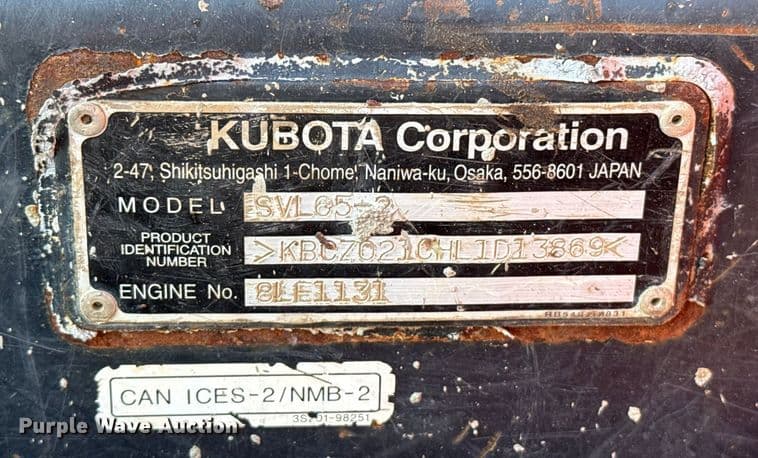 KUBOTA Corporation
2-47, Shikitsuhigashi 1-Chome, Naniwa-ku, Osaka, 556-8601 JAPAN
MODEL SVL65-2
PRODUCT
IDENTIFICATION
NUMBER
>KBCZ021CHL1D13869<
ENGINE No. 8LE1131
CAN ICES-2/NMB-2
Purple Wave Auction